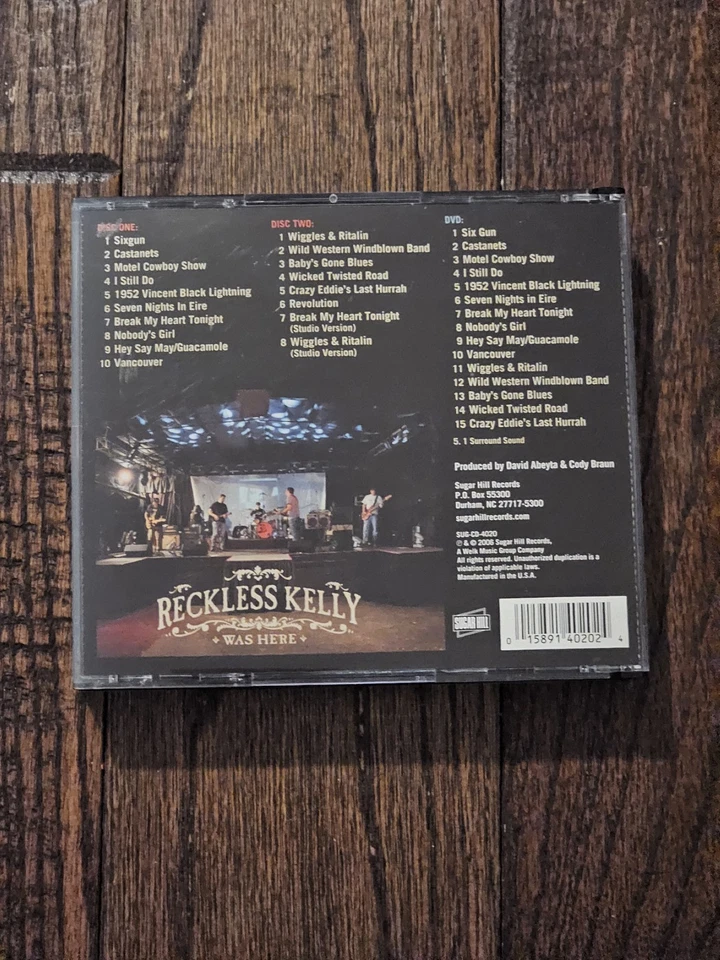 DISC ONE:
1 Sixgun
2 Castanets
3 Motel Cowboy Show
4 I Still Do
5 1952 Vincent Black Lightning
6 Seven Nights in Eire
7 Break My Heart Tonight
8 Nobody's Girl
9 Hey Say May/Guacamole
10 Vancouver
DISC TWO:
1 Wiggles & Ritalin
2 Wild Western Windblown Band
3 Baby's Gone Blues
4 Wicked Twisted Road
5 Crazy Eddie's Last Hurrah
6 Revolution
7 Break My Heart Tonight
(Studio Version)
8 Wiggles & Ritalin
(Studio Version)
DVD:
1 Six Gun
2 Castanets
3 Motel Cowboy Show
4 I Still Do
5 1952 Vincent Black Lightning
6 Seven Nights in Eire
7 Break My Heart Tonight
8 Nobody's Girl
9 Hey Say May/Guacamole
10 Vancouver
11 Wiggles & Ritalin
12 Wild Western Windblown Band
13 Baby's Gone Blues
14 Wicked Twisted Road
15 Crazy Eddie's Last Hurrah
5. 1 Surround Sound
Produced by David Abeyta & Cody Braun
Sugar Hill Records
P.O. Box 55300
Durham, NC 27717-5300
sugarhillrecords.com
SUG-CD-4020
℗ & © 2006 Sugar Hill Records,
A Welk Music Group Company
All rights reserved. Unauthorized duplication is a
violation of applicable laws.
Manufactured in the U.S.A.
RECKLESS KELLY
WAS HERE
SUGAR HILL
0 15891 40202 4